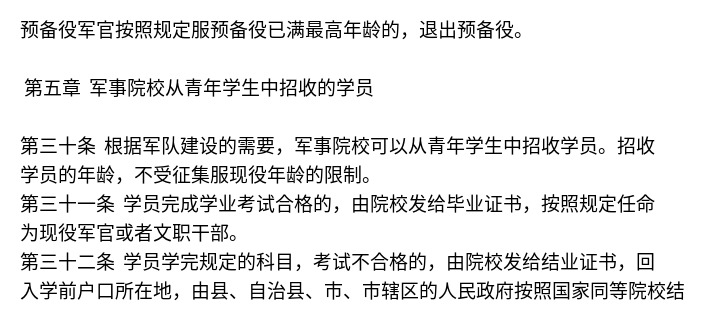 预备役军官按照规定服预备役已满最高年龄的，退出预备役。
第五章 军事院校从青年学生中招收的学员
第三十条 根据军队建设的需要，军事院校可以从青年学生中招收学员。招收
学员的年龄，不受征集服现役年龄的限制。
第三十一条 学员完成学业考试合格的，由院校发给毕业证书，按照规定任命
为现役军官或者文职干部。
第三十二条 学员学完规定的科目，考试不合格的，由院校发给结业证书，回
入学前户口所在地，由县、自治县、市、市辖区的人民政府按照国家同等院校结